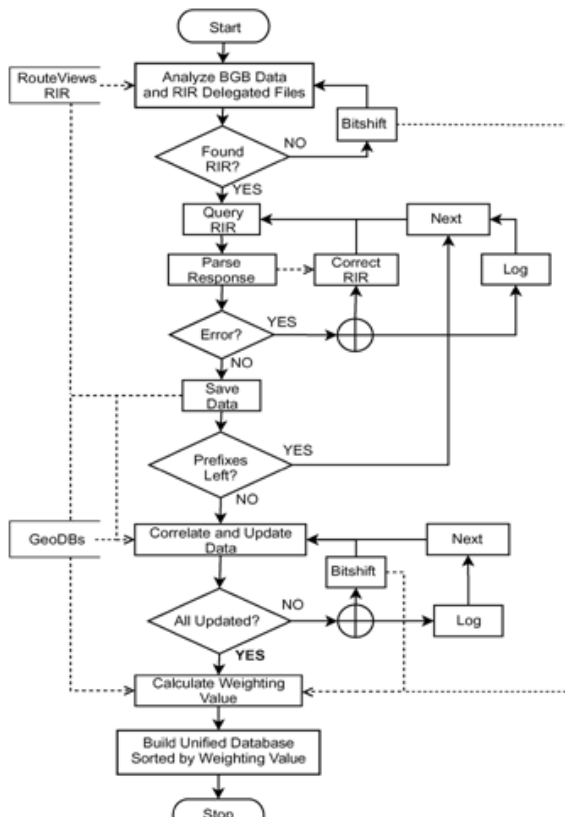 Start
RouteViews
RIR
Analyze BGB Data
and RIR Delegated Files
Bitshift
Found
RIR?
NO
YES
Query
RIR
Next
Parse
Response
Correct
RIR
Log
Error?
YES
NO
Save
Data
Prefixes
Left?
YES
NO
GeoDBs
Correlate and Update
Data
Next
Bitshift
All Updated?
NO
Log
YES
Calculate Weighting
Value
Build Unified Database
Sorted by Weighting Value
Stop